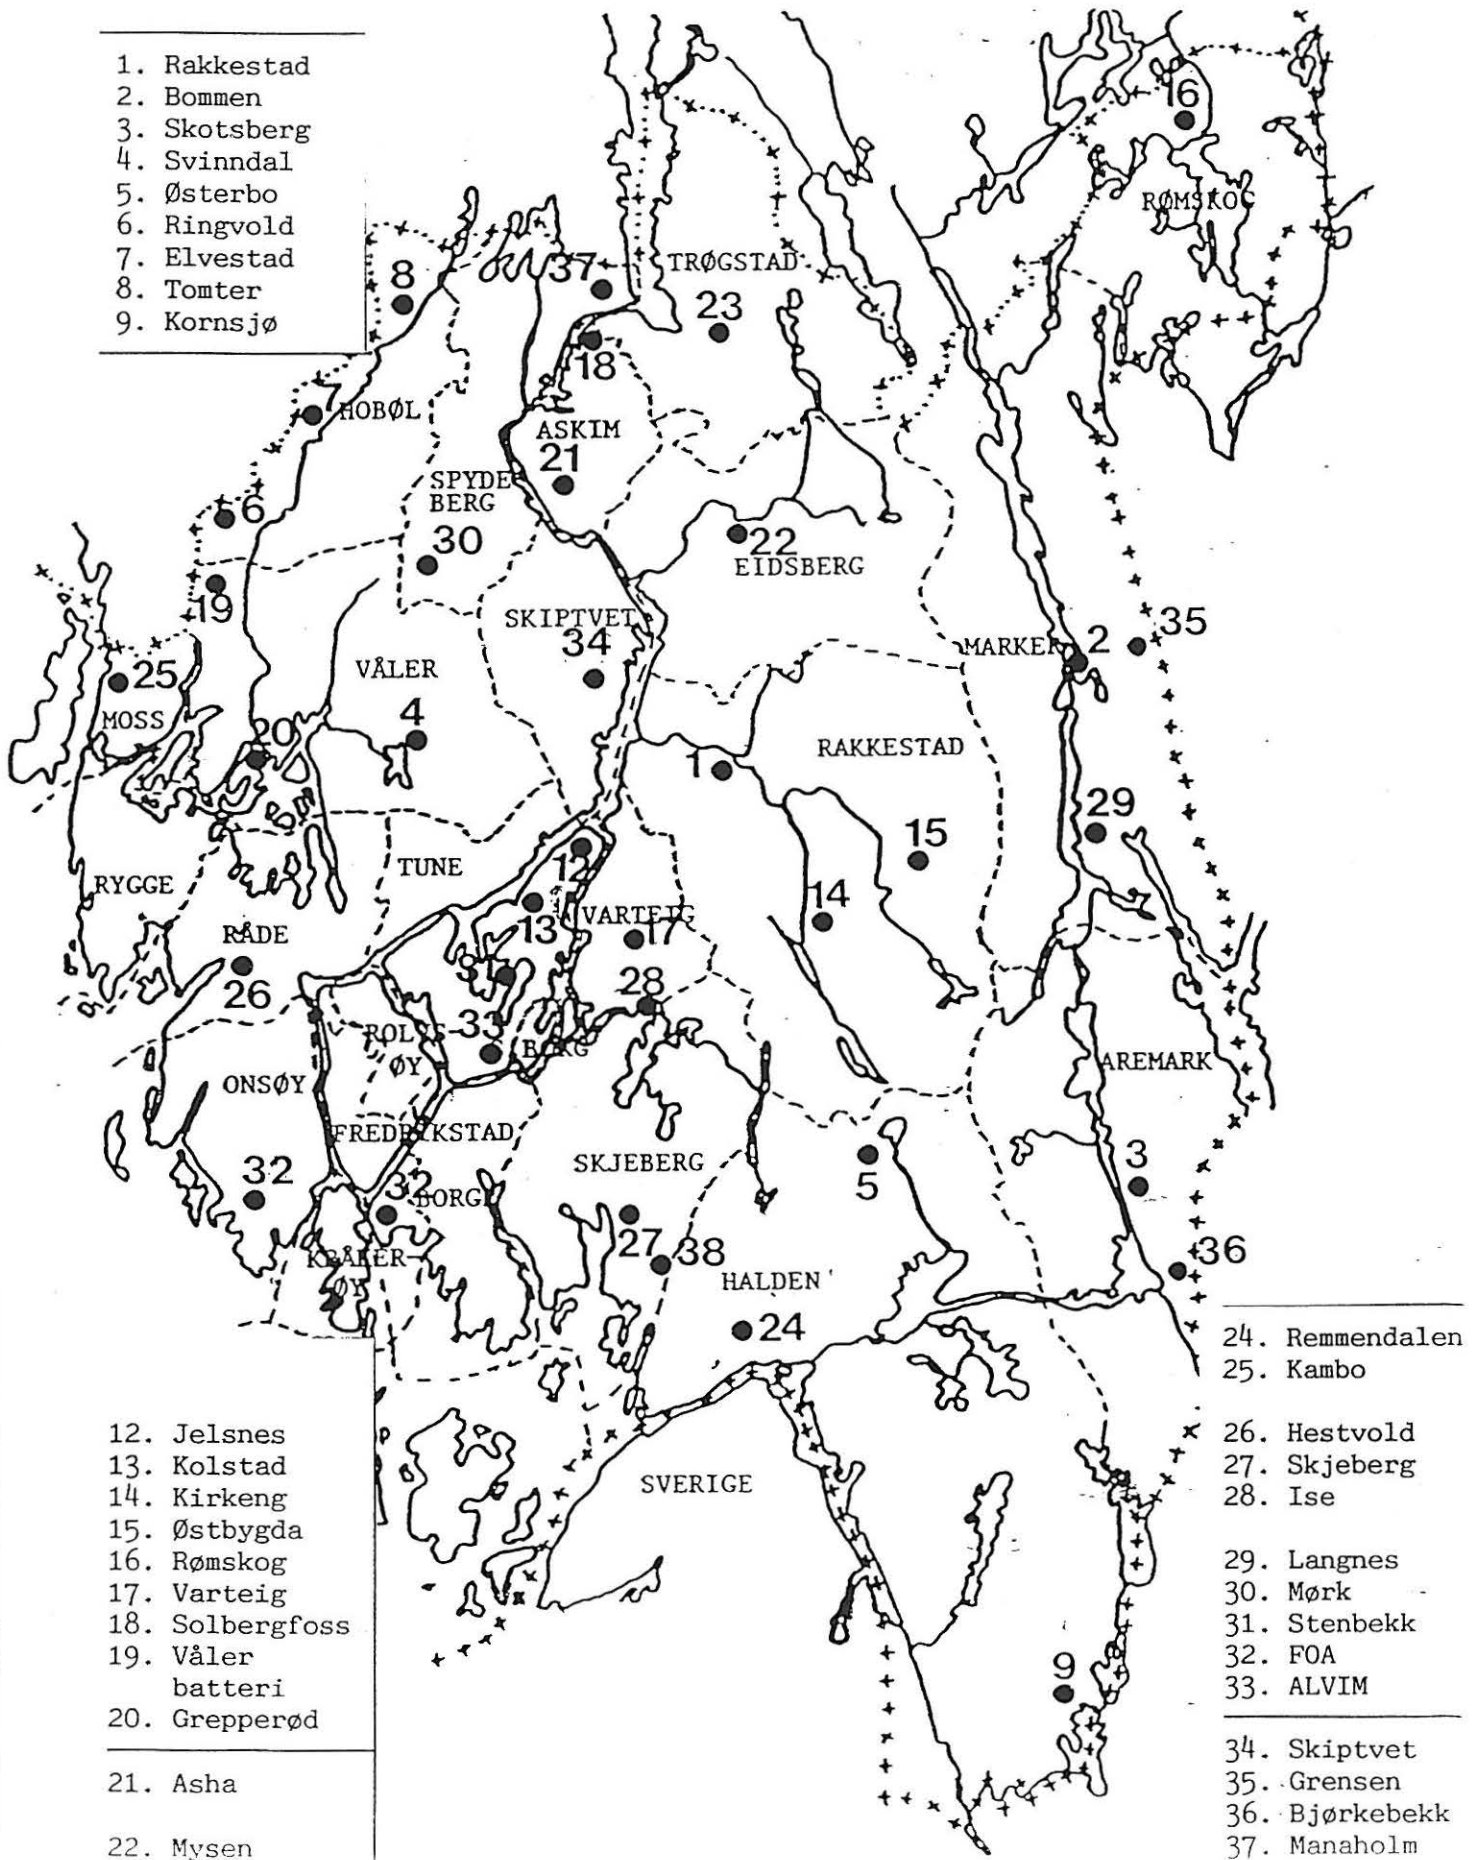 1. Rakkestad
2. Bommen
3. Skotsberg
4. Svinndal
5. Østerbo
6. Ringvold
7. Elvestad
8. Tomter
9. Kornsjø
16
RØMSKOG
37
TRØGSTAD
8
23
18
7
HOBØL
ASKIM
21
SPYDE
BERG
6
30
22
EIDSBERG
19
SKIPTVET
34
MARKER
2
35
25
VÅLER
MOSS
4
20
1
RAKKESTAD
29
15
12
TUNE
RYGGE
14
VARTEIG
13
17
RÅDE
26
31
28
33
ROLVS
ØY
BERG
AREMARK
ONSØY
FREDRIKSTAD
SKJEBERG
3
32
32
BORGE
5
27
38
36
KRÅKER
ØY
HALDEN
24
SVERIGE
9
12. Jelsnes
13. Kolstad
14. Kirkeng
15. Østbygda
16. Rømskog
17. Varteig
18. Solbergfoss
19. Våler
batteri
20. Grepperød
21. Asha
22. Mysen
24. Remmendalen
25. Kambo
26. Hestvold
27. Skjeberg
28. Ise
29. Langnes
30. Mørk
31. Stenbekk
32. FOA
33. ALVIM
34. Skiptvet
35. Grensen
36. Bjørkebekk
37. Manaholm